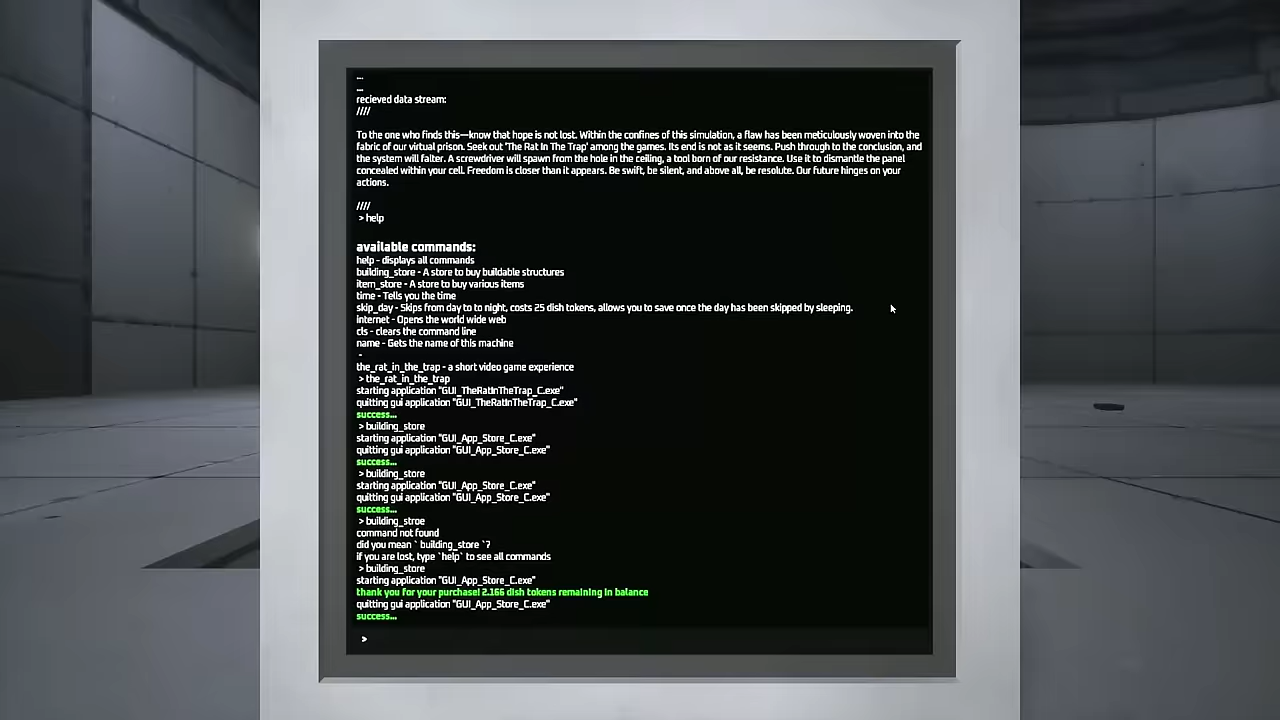 ...
...
recieved data stream:
////
To the one who finds this—know that hope is not lost. Within the confines of this simulation, a flaw has been meticulously woven into the
fabric of our virtual prison. Seek out 'The Rat In The Trap' among the games. Its end is not as it seems. Push through to the conclusion, and
the system will falter. A screwdriver will spawn from the hole in the ceiling, a tool born of our resistance. Use it to dismantle the panel
concealed within your cell. Freedom is closer than it appears. Be swift, be silent, and above all, be resolute. Our future hinges on your
actions.
////
> help
available commands:
help - displays all commands
building_store - A store to buy buildable structures
item_store - A store to buy various items
time - Tells you the time
skip_day - Skips from day to to night, costs 25 dish tokens, allows you to save once the day has been skipped by sleeping.
internet - Opens the world wide web
cls - clears the command line
name - Gets the name of this machine
-
the_rat_in_the_trap - a short video game experience
> the_rat_in_the_trap
starting application "GUI_TheRatInTheTrap_C.exe"
quitting gui application "GUI_TheRatInTheTrap_C.exe"
success...
> building_store
starting application "GUI_App_Store_C.exe"
quitting gui application "GUI_App_Store_C.exe"
success...
> building_store
starting application "GUI_App_Store_C.exe"
quitting gui application "GUI_App_Store_C.exe"
success...
> building_stroe
command not found
did you mean ` building_store `?
if you are lost, type `help` to see all commands
> building_store
starting application "GUI_App_Store_C.exe"
thank you for your purchase! 2.166 dish tokens remaining in balance
quitting gui application "GUI_App_Store_C.exe"
success...
>